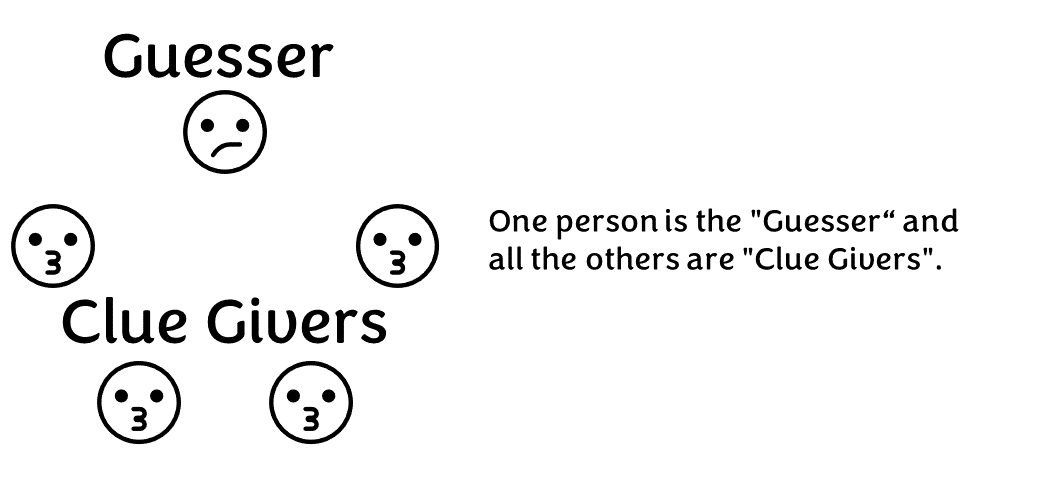 Guesser
Clue Givers
One person is the "Guesser“ and
all the others are "Clue Givers".